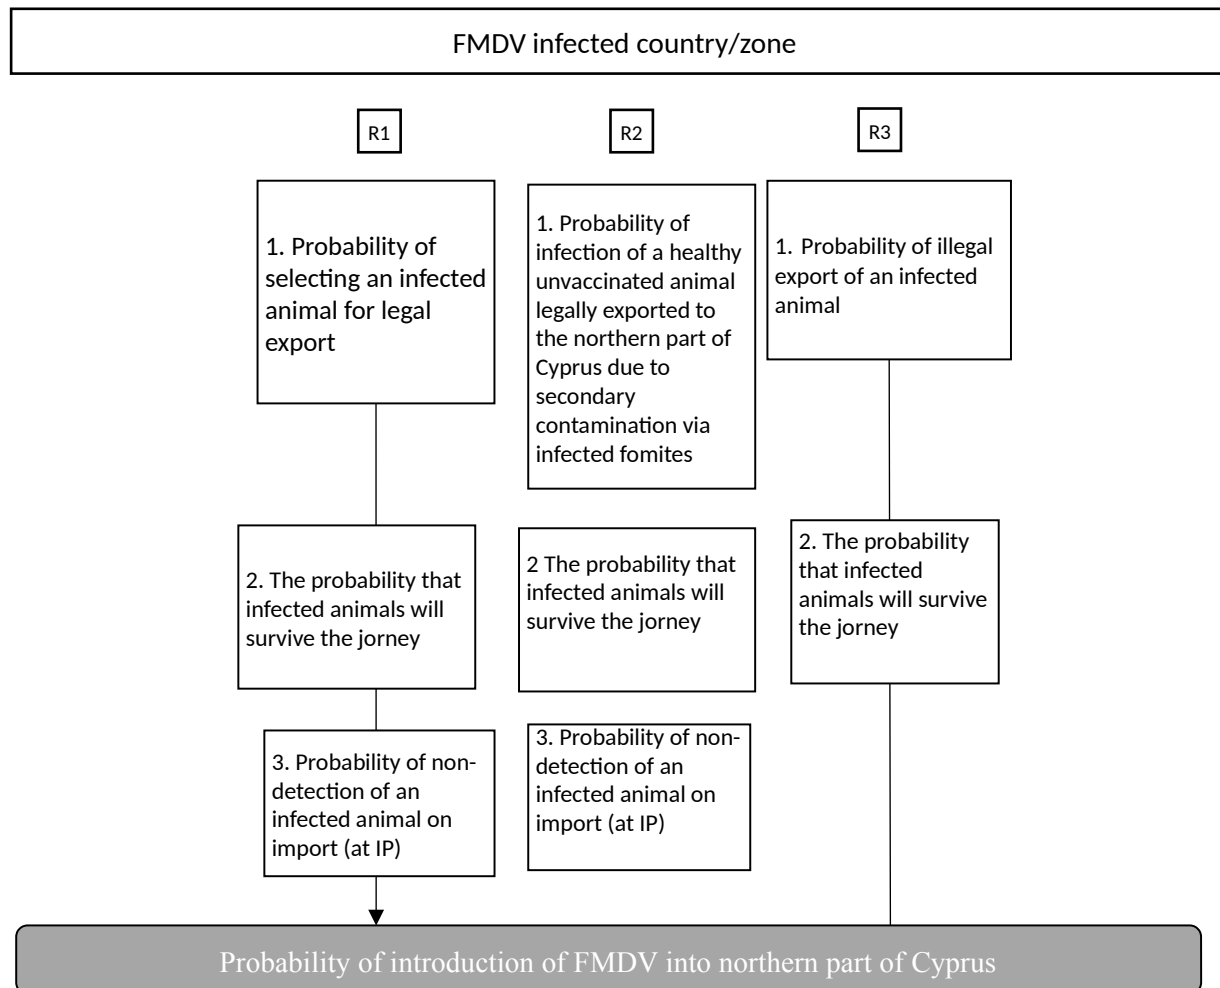 FMDV infected country/zone
R1
R2
R3
1. Probability of
selecting an infected
animal for legal
export
1. Probability of
infection of a healthy
unvaccinated animal
legally exported to
the northern part of
Cyprus due to
secondary
contamination via
infected fomites
1. Probability of illegal
export of an infected
animal
2. The probability that
infected animals will
survive the jorney
2 The probability that
infected animals will
survive the jorney
2. The probability
that infected
animals will survive
the jorney
3. Probability of non-
detection of an
infected animal on
import (at IP)
3. Probability of non-
detection of an
infected animal on
import (at IP)
Probability of introduction of FMDV into northern part of Cyprus